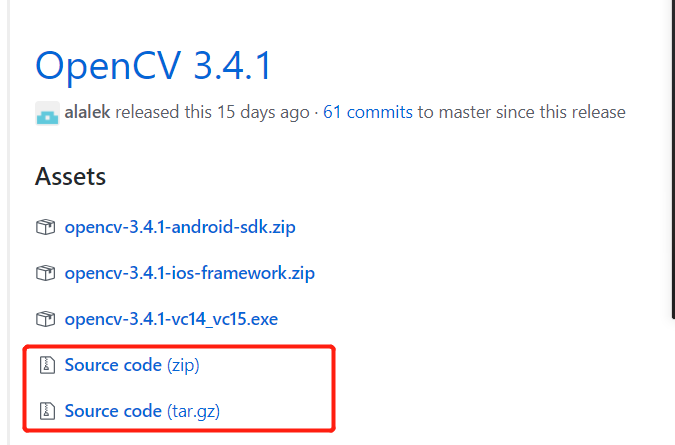 OpenCV 3.4.1
alalek released this 15 days ago · 61 commits to master since this release
Assets
opencv-3.4.1-android-sdk.zip
opencv-3.4.1-ios-framework.zip
opencv-3.4.1-vc14_vc15.exe
Source code (zip)
Source code (tar.gz)